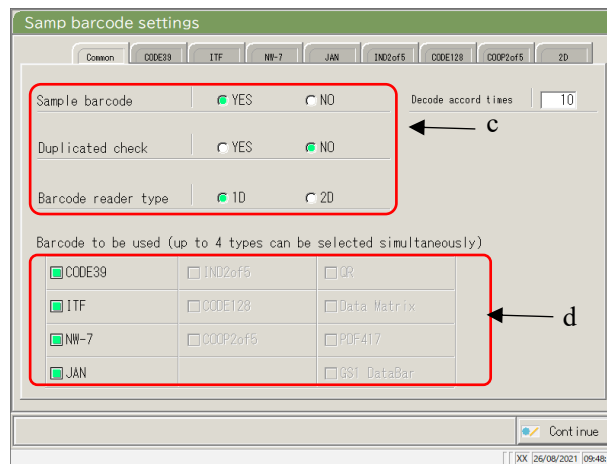 Samp barcode settings
Common CODE39 ITF NW-7 JAN IND2of5 CODE128 COOP2of5 2D
Sample barcode YES NO Decode accord times 10
c
Duplicated check YES NO
Barcode reader type 1D 2D
Barcode to be used (up to 4 types can be selected simultaneously)
CODE39 IND2of5 QR
ITF CODE128 Data Matrix
d
NW-7 COOP2of5 PDF417
JAN GS1 DataBar
Continue
XX 26/08/2021 09:48: